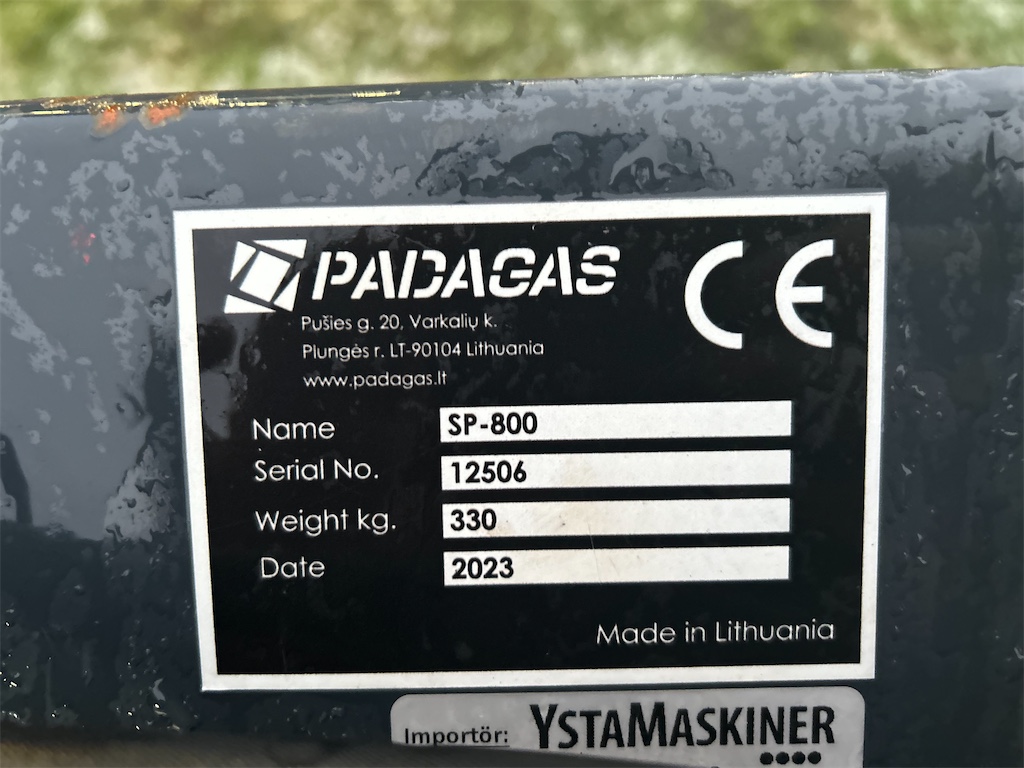 PADAGAS
CE
Pušies g. 20, Varkalių k.
Plungės r. LT-90104 Lithuania
www.padagas.lt
Name SP-800
Serial No. 12506
Weight kg. 330
Date 2023
Made in Lithuania
Importör: YSTAMASKINER